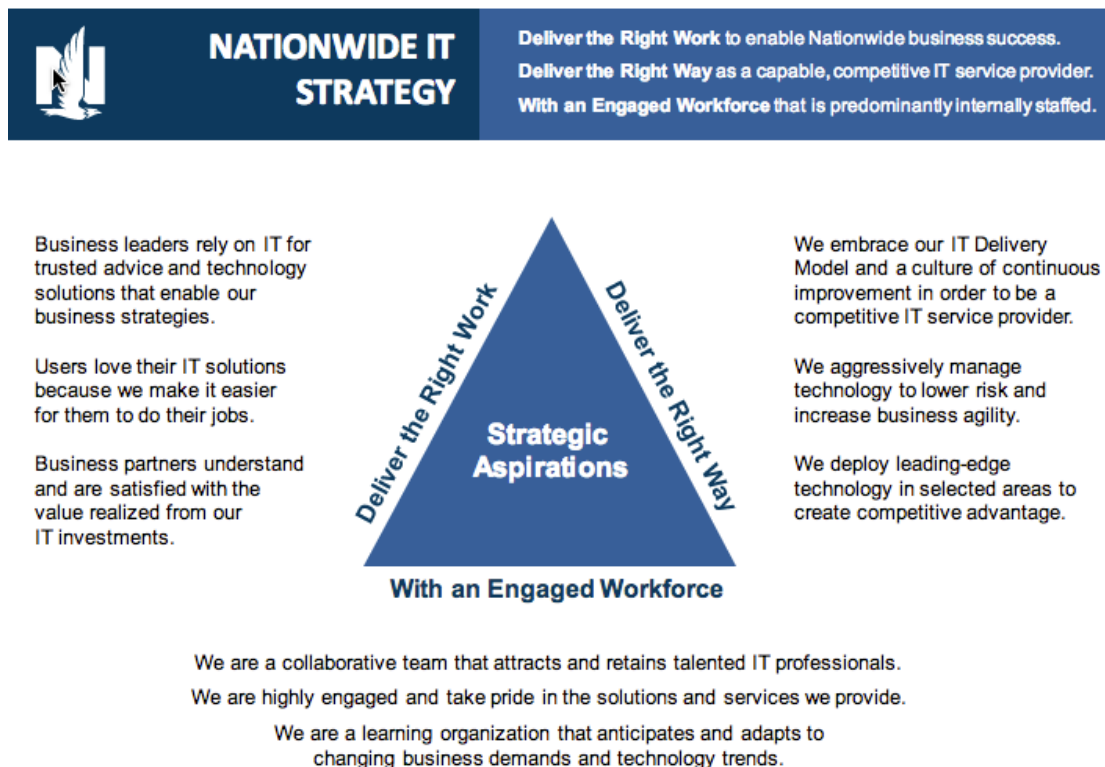 NATIONWIDE IT
STRATEGY
Deliver the Right Work to enable Nationwide business success.
Deliver the Right Way as a capable, competitive IT service provider.
With an Engaged Workforce that is predominantly internally staffed.
Business leaders rely on IT for
trusted advice and technology
solutions that enable our
business strategies.
Users love their IT solutions
because we make it easier
for them to do their jobs.
Business partners understand
and are satisfied with the
value realized from our
IT investments.
Deliver the Right Work
Strategic
Aspirations
Deliver the Right Way
We embrace our IT Delivery
Model and a culture of continuous
improvement in order to be a
competitive IT service provider.
We aggressively manage
technology to lower risk and
increase business agility.
We deploy leading-edge
technology in selected areas to
create competitive advantage.
With an Engaged Workforce
We are a collaborative team that attracts and retains talented IT professionals.
We are highly engaged and take pride in the solutions and services we provide.
We are a learning organization that anticipates and adapts to
changing business demands and technology trends.